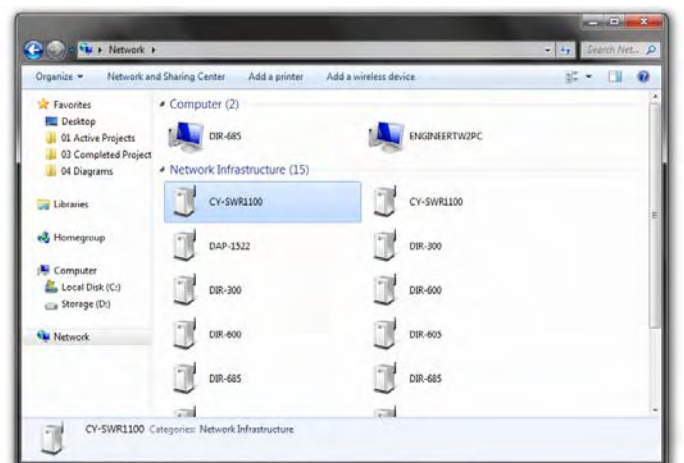 Network
Search Net...
Organize
Network and Sharing Center
Add a printer
Add a wireless device
Favorites
Desktop
01 Active Projects
03 Completed Project
04 Diagrams
Libraries
Homegroup
Computer
Local Disk (C:)
Storage (D:)
Network
Computer (2)
DIR-685
ENGINEERTW2PC
Network Infrastructure (15)
CY-SWR1100
CY-SWR1100
DAP-1522
DIR-300
DIR-300
DIR-600
DIR-600
DIR-605
DIR-685
DIR-685
CY-SWR1100 Categories: Network Infrastructure